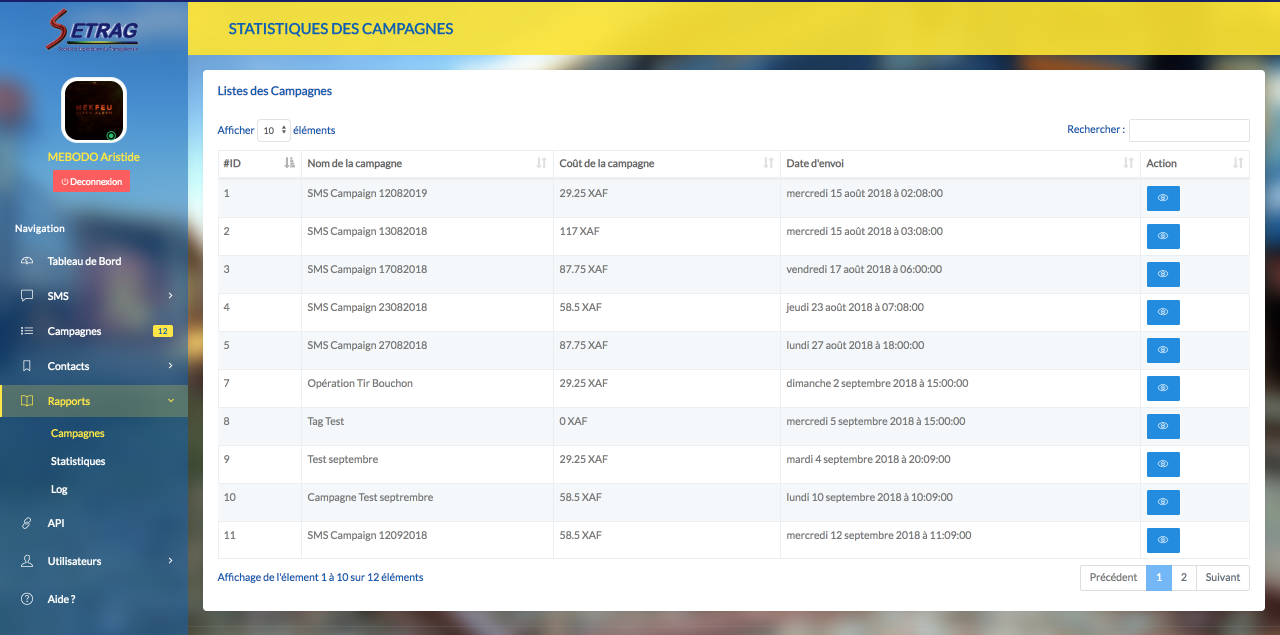 SETRAG
STATISTIQUES DES CAMPAGNES
NEKFEU
MEBODO Aristide
Deconnexion
Navigation
Tableau de Bord
SMS
Campagnes 12
Contacts
Rapports
Campagnes
Statistiques
Log
API
Utilisateurs
Aide ?
Listes des Campagnes
Afficher 10 éléments
Rechercher :
#ID Nom de la campagne Coût de la campagne Date d'envoi Action
1 SMS Campaign 12082019 29.25 XAF mercredi 15 août 2018 à 02:08:00
2 SMS Campaign 13082018 117 XAF mercredi 15 août 2018 à 03:08:00
3 SMS Campaign 17082018 87.75 XAF vendredi 17 août 2018 à 06:00:00
4 SMS Campaign 23082018 58.5 XAF jeudi 23 août 2018 à 07:08:00
5 SMS Campaign 27082018 87.75 XAF lundi 27 août 2018 à 18:00:00
7 Opération Tir Bouchon 29.25 XAF dimanche 2 septembre 2018 à 15:00:00
8 Tag Test 0 XAF mercredi 5 septembre 2018 à 15:00:00
9 Test septembre 29.25 XAF mardi 4 septembre 2018 à 20:09:00
10 Campagne Test septrembre 58.5 XAF lundi 10 septembre 2018 à 10:09:00
11 SMS Campaign 12092018 58.5 XAF mercredi 12 septembre 2018 à 11:09:00
Affichage de l'élement 1 à 10 sur 12 éléments
Précédent 1 2 Suivant